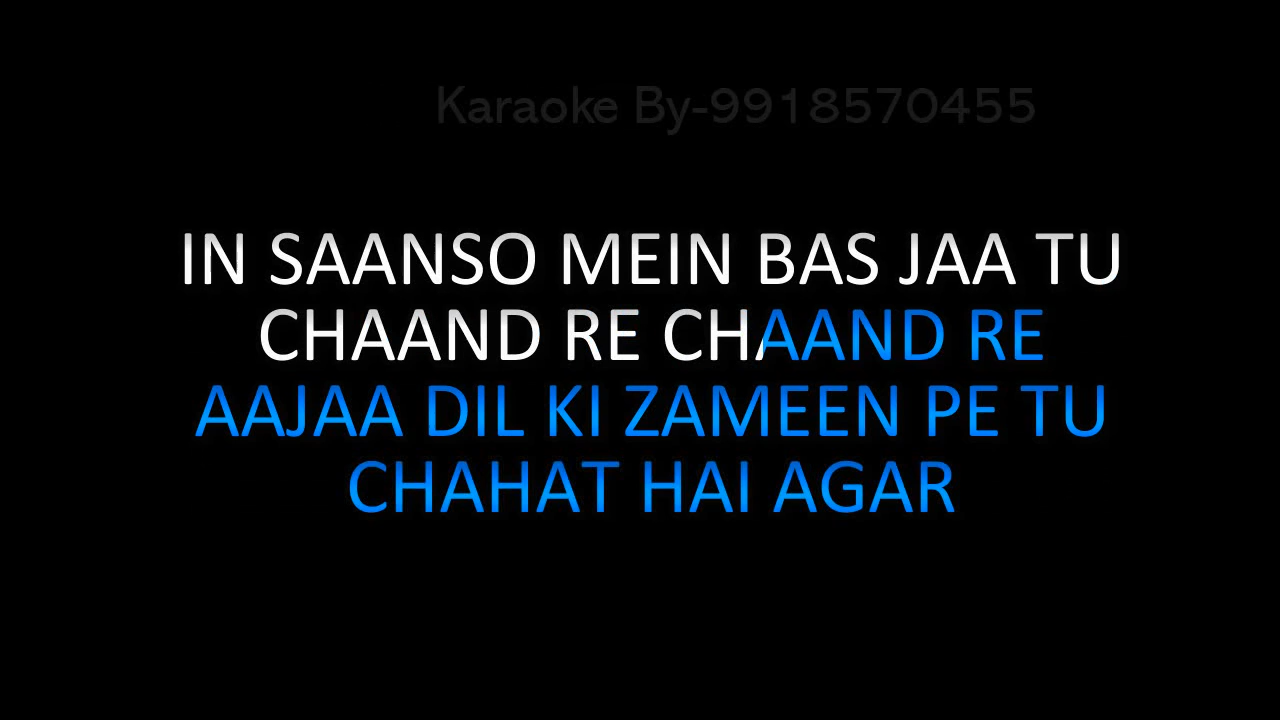 Karaoke By-9918570455
IN SAANSO MEIN BAS JAA TU
CHAAND RE CHAAND RE
AAJAA DIL KI ZAMEEN PE TU
CHAHAT HAI AGAR